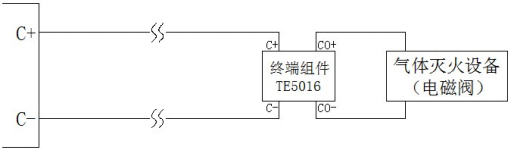 C+
C-
C+ CO+
终端组件
TE5016
C- CO-
气体灭火设备
（电磁阀）